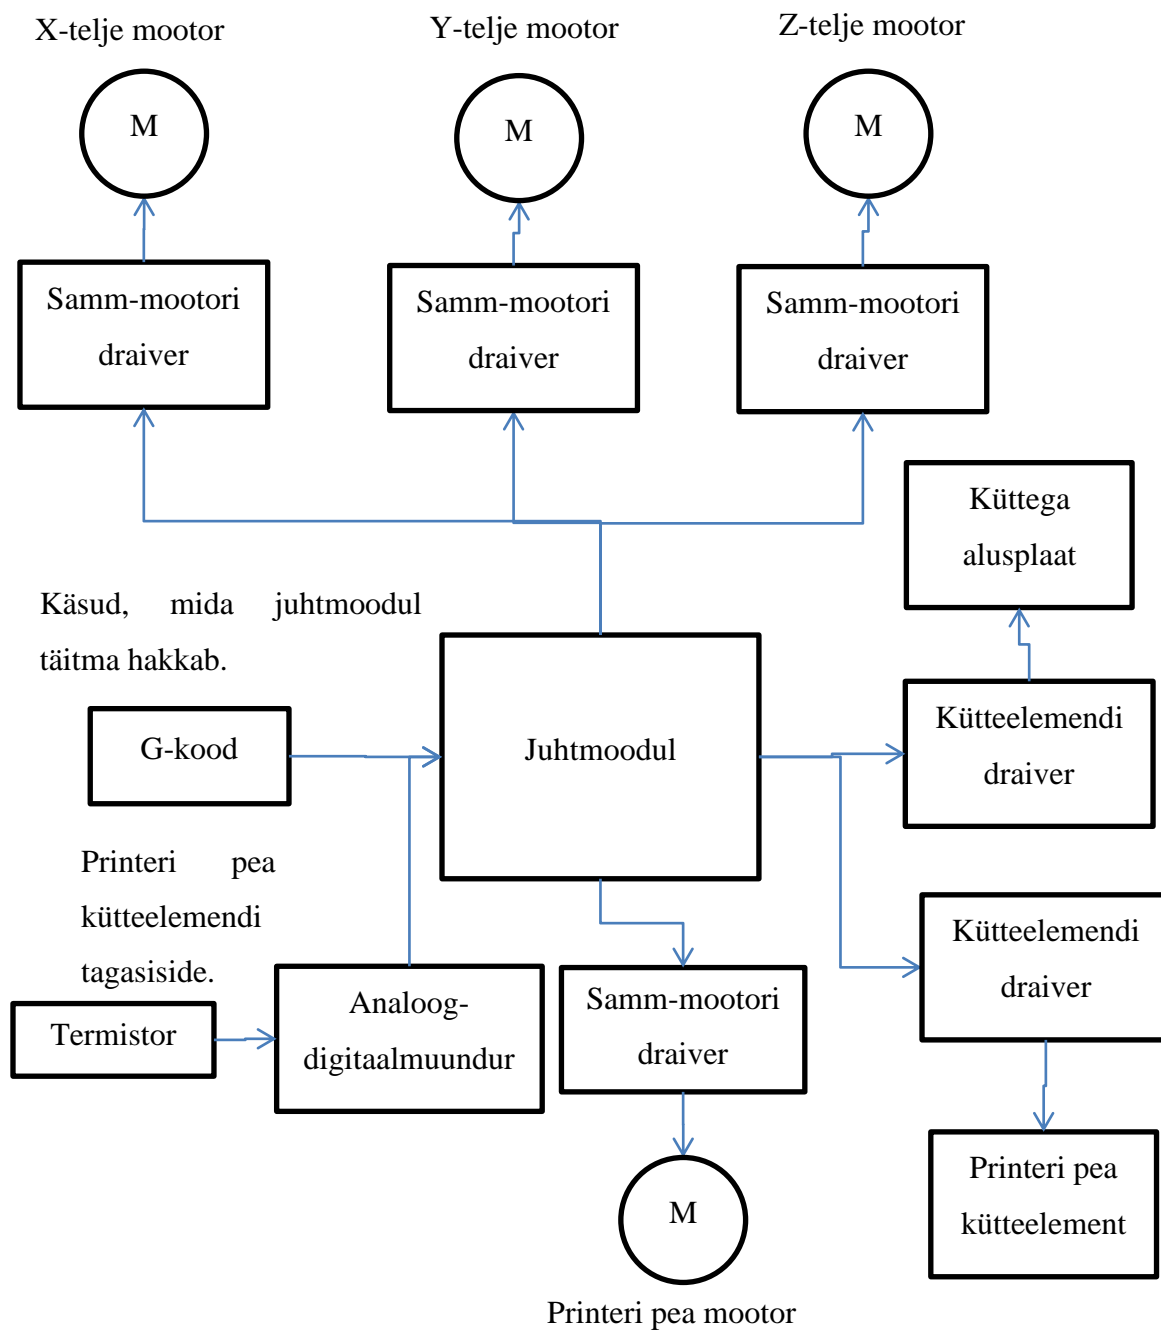 X-telje mootor
Y-telje mootor
Z-telje mootor
M
M
M
Samm-mootori
draiver
Samm-mootori
draiver
Samm-mootori
draiver
Küttega
alusplaat
Käsud, mida juhtmoodul
täitma hakkab.
G-kood
Juhtmoodul
Kütteelemendi
draiver
Printeri pea
kütteelemendi
tagasiside.
Termistor
Analoog-
digitaalmuundur
Samm-mootori
draiver
Kütteelemendi
draiver
M
Printeri pea mootor
Printeri pea
kütteelement